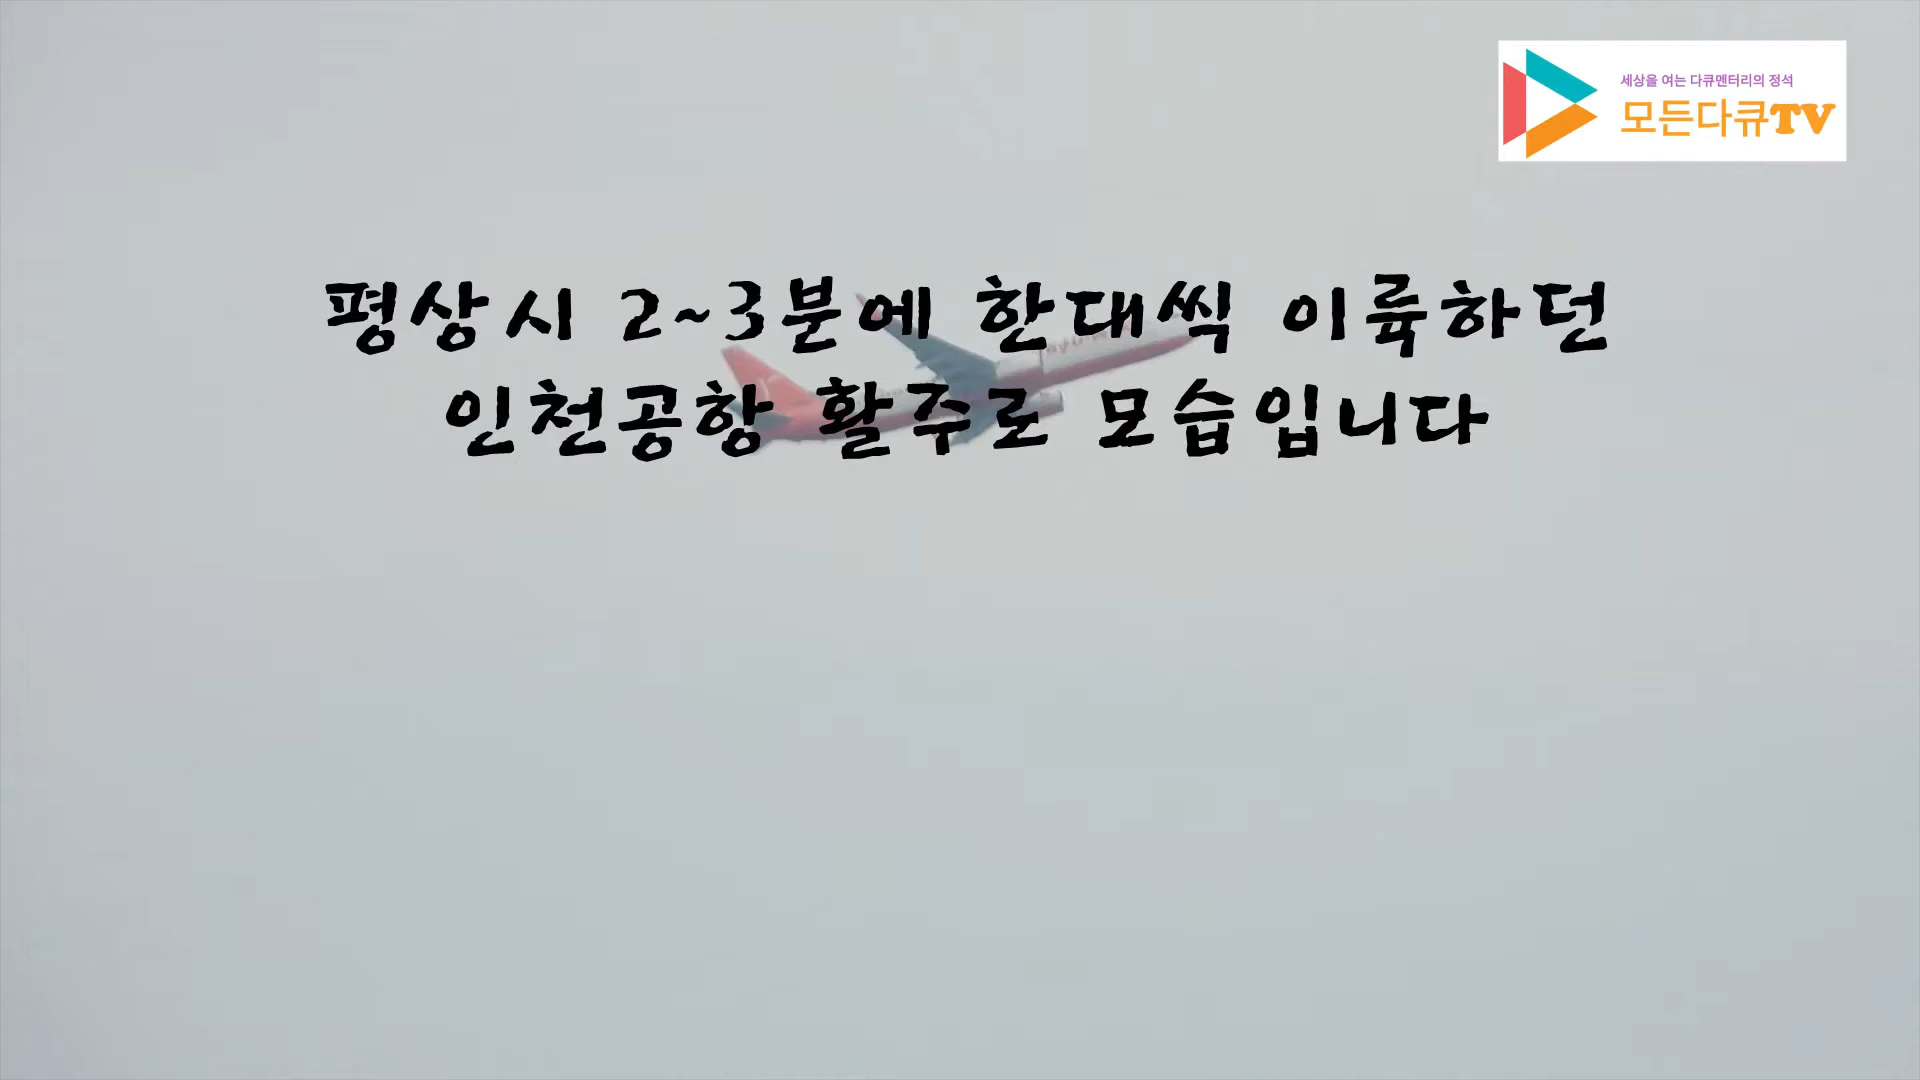 세상을 여는 다큐멘터리의 정석
모든다큐TV
평상시 2~3분에 한대씩 이륙하던
인천공항 활주로 모습입니다